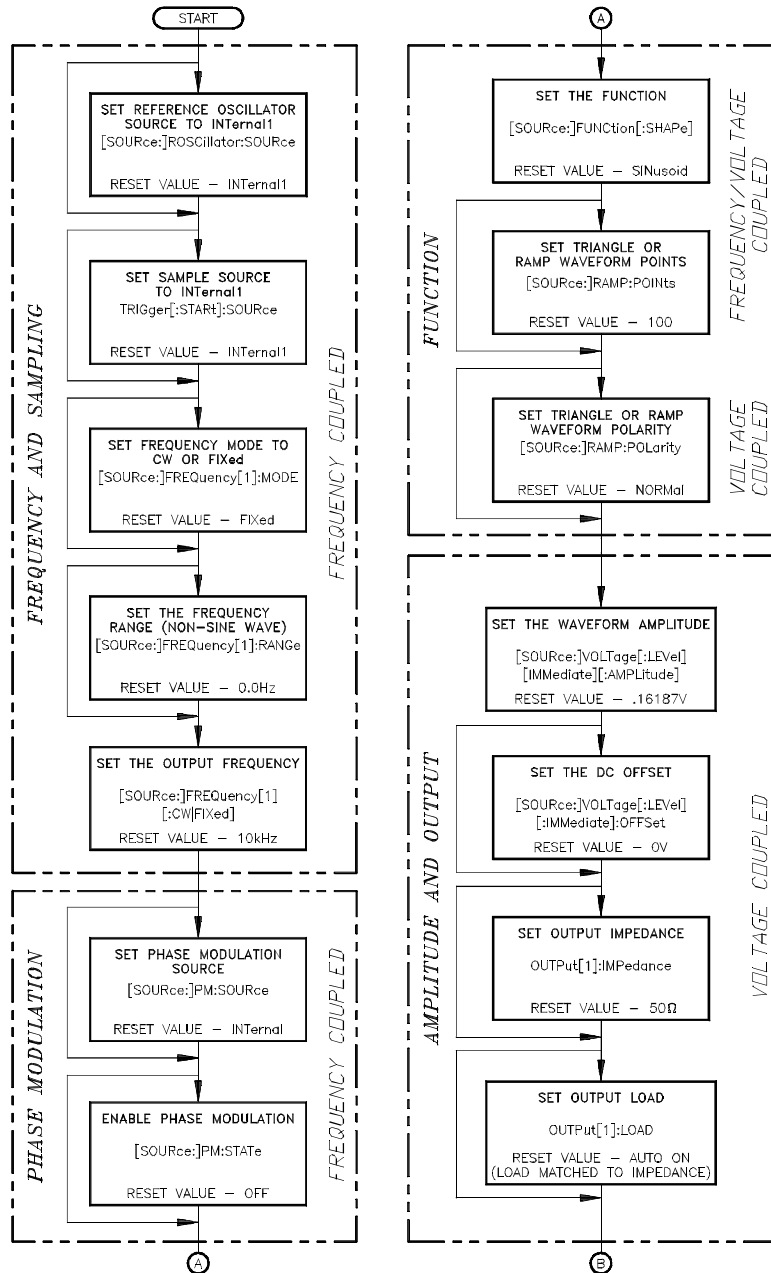 START
SET REFERENCE OSCILLATOR
SOURCE TO INTernal1
[SOURce:]ROSCillator:SOURce
RESET VALUE – INTernal1
SET SAMPLE SOURCE
TO INTernal1
TRIGger[:STARt]:SOURce
RESET VALUE – INTernal1
SET FREQUENCY MODE TO
CW OR FIXed
[SOURce:]FREQuency[1]:MODE
RESET VALUE – FIXed
SET THE FREQUENCY
RANGE (NON–SINE WAVE)
[SOURce:]FREQuency[1]:RANGe
RESET VALUE – 0.0Hz
SET THE OUTPUT FREQUENCY
[SOURce:]FREQuency[1]
[:CW|FIXed]
RESET VALUE – 10kHz
FREQUENCY AND SAMPLING
FREQUENCY COUPLED
SET PHASE MODULATION
SOURCE
[SOURce:]PM:SOURce
RESET VALUE – INTernal
ENABLE PHASE MODULATION
[SOURce:]PM:STATe
RESET VALUE – OFF
PHASE MODULATION
FREQUENCY COUPLED
A
A
SET THE FUNCTION
[SOURce:]FUNCtion[:SHAPe]
RESET VALUE – SINusoid
SET TRIANGLE OR
RAMP WAVEFORM POINTS
[SOURce:]RAMP:POINts
RESET VALUE – 100
SET TRIANGLE OR RAMP
WAVEFORM POLARITY
[SOURce:]RAMP:POLarity
RESET VALUE – NORMal
FUNCTION
FREQUENCY/VOLTAGE
COUPLED
VOLTAGE
COUPLED
SET THE WAVEFORM AMPLITUDE
[SOURce:]VOLTage[:LEVel]
[IMMediate][:AMPLitude]
RESET VALUE – .16187V
SET THE DC OFFSET
[SOURce:]VOLTage[:LEVel]
[:IMMediate]:OFFSet
RESET VALUE – 0V
SET OUTPUT IMPEDANCE
OUTPut[1]:IMPedance
RESET VALUE – 50Ω
SET OUTPUT LOAD
OUTPut[1]:LOAD
RESET VALUE – AUTO ON
(LOAD MATCHED TO IMPEDANCE)
AMPLITUDE AND OUTPUT
VOLTAGE COUPLED
B